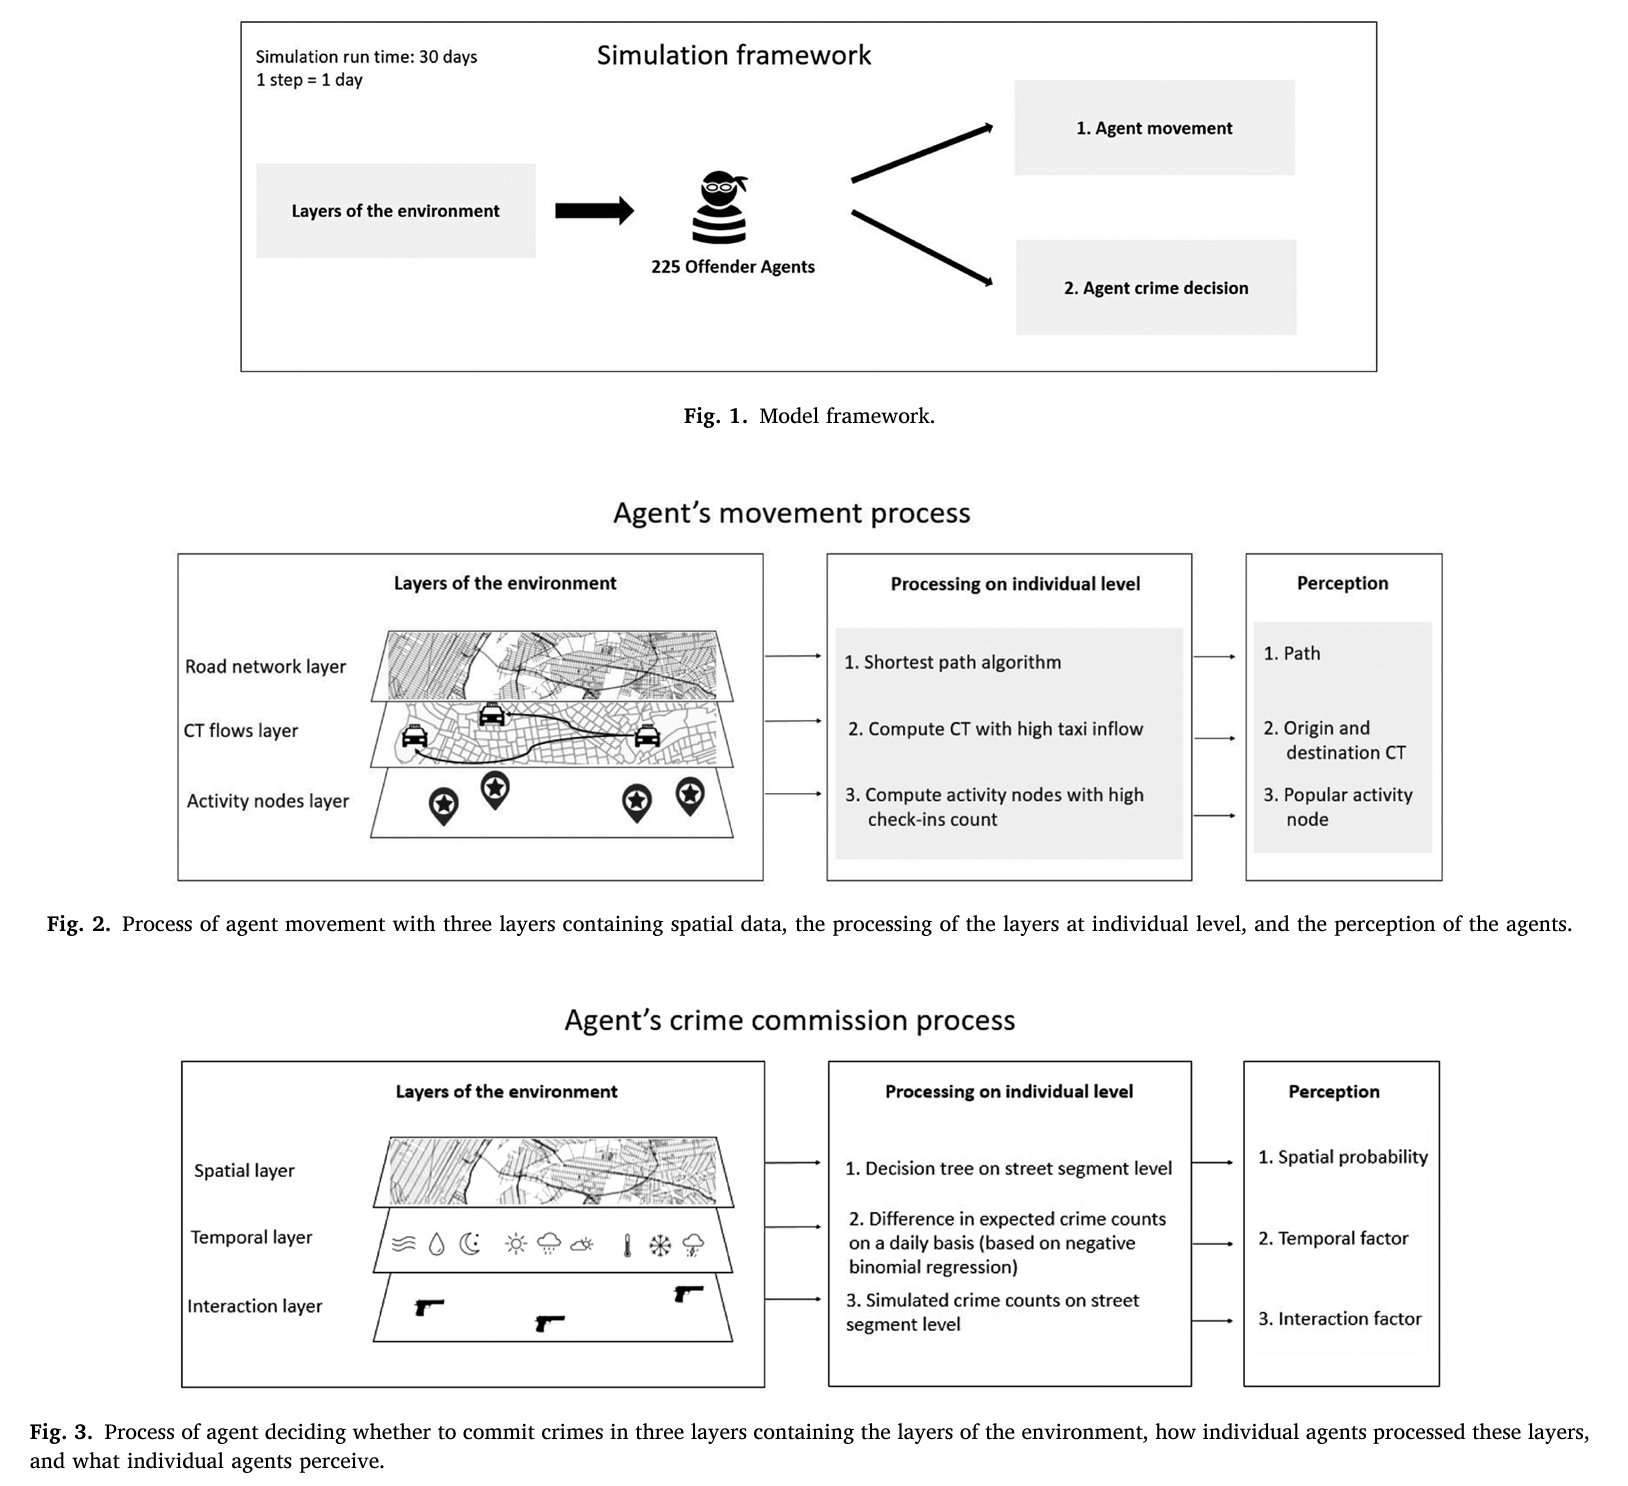 Simulation run time: 30 days
1 step = 1 day
Simulation framework
Layers of the environment
225 Offender Agents
1. Agent movement
2. Agent crime decision
Fig. 1. Model framework.
Agent's movement process
Layers of the environment
Road network layer
CT flows layer
Activity nodes layer
Processing on individual level
1. Shortest path algorithm
2. Compute CT with high taxi inflow
3. Compute activity nodes with high
check-ins count
Perception
1. Path
2. Origin and
destination CT
3. Popular activity
node
Fig. 2. Process of agent movement with three layers containing spatial data, the processing of the layers at individual level, and the perception of the agents.
Agent's crime commission process
Layers of the environment
Spatial layer
Temporal layer
Interaction layer
Processing on individual level
1. Decision tree on street segment level
2. Difference in expected crime counts
on a daily basis (based on negative
binomial regression)
3. Simulated crime counts on street
segment level
Perception
1. Spatial probability
2. Temporal factor
3. Interaction factor
Fig. 3. Process of agent deciding whether to commit crimes in three layers containing the layers of the environment, how individual agents processed these layers,
and what individual agents perceive.